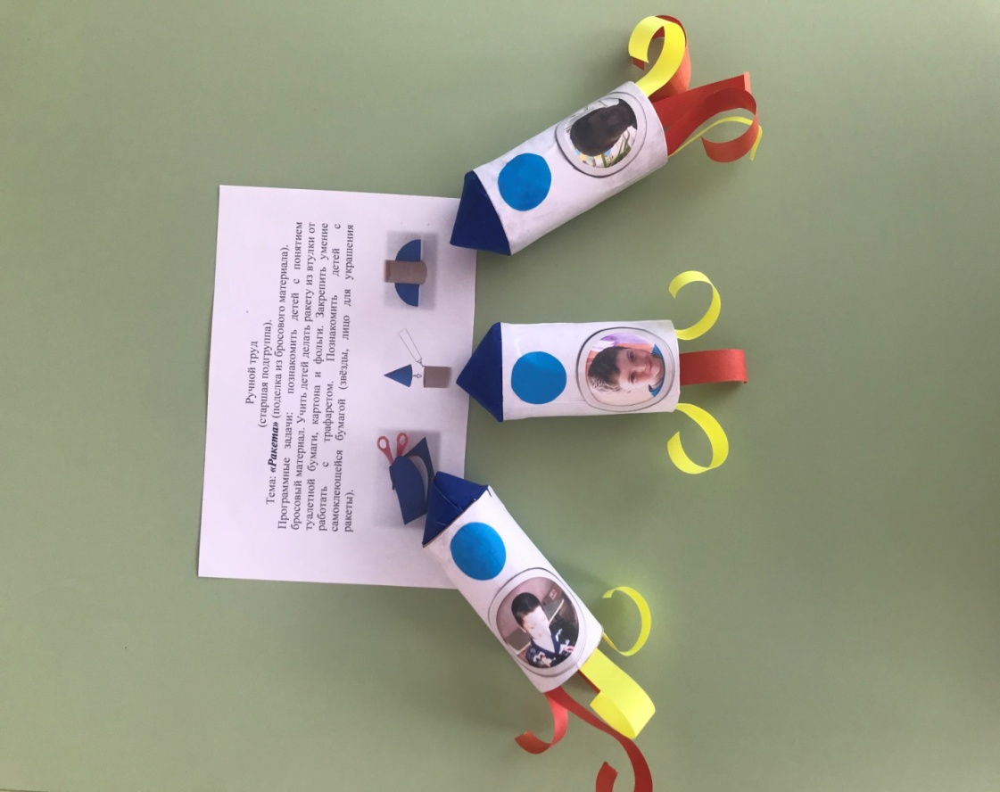 Ручной труд
(старшая подгруппа).
Тема: «Ракета» (поделка из бросового материала).
Программные задачи: познакомить детей с понятием
бросовый материал. Учить детей делать ракету из втулки от
туалетной бумаги, картона и фольги. Закрепить умение
работать с трафаретом. Познакомить детей с
самоклеющейся бумагой (звёзды, лицо для украшения
ракеты).